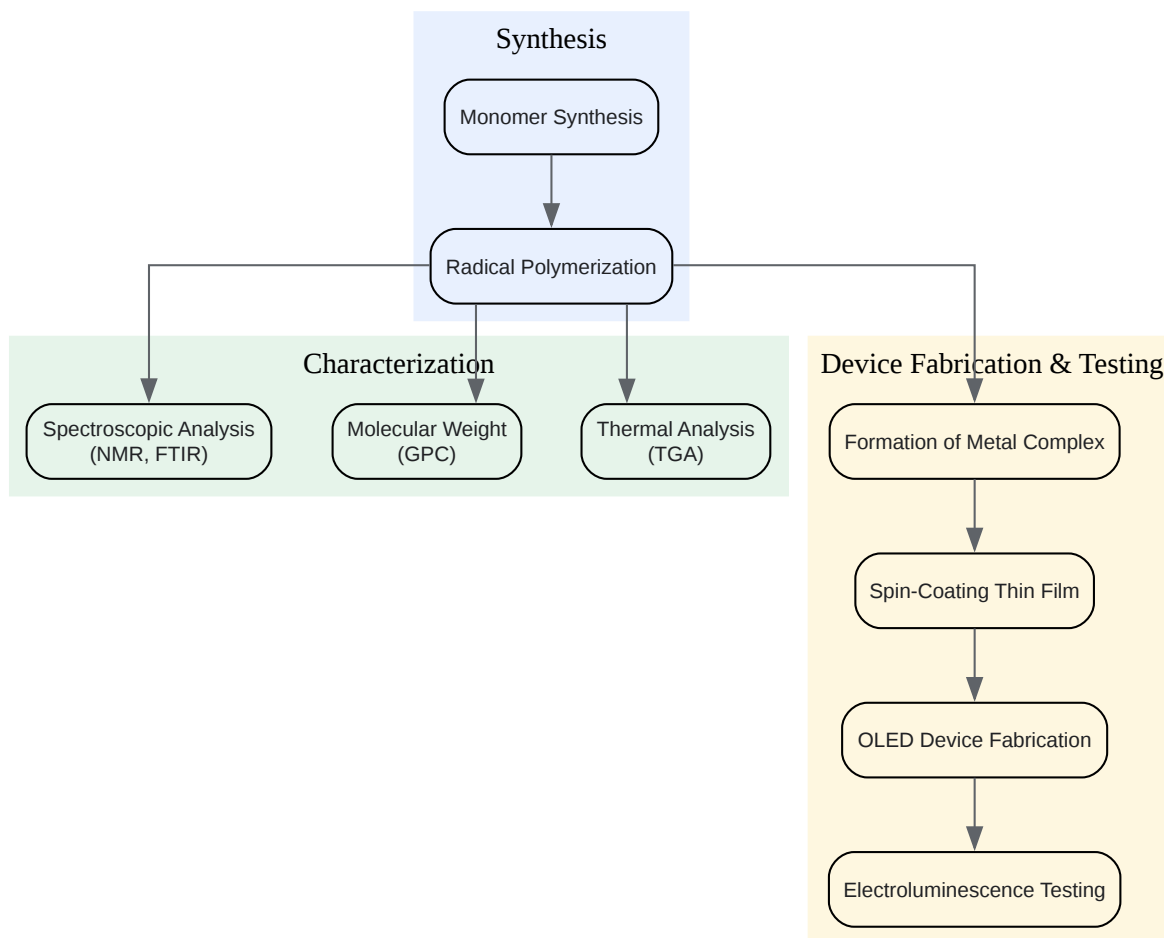 Synthesis
Monomer Synthesis
Radical Polymerization
Characterization
Device Fabrication & Testing
Spectroscopic Analysis
(NMR, FTIR)
Molecular Weight
(GPC)
Thermal Analysis
(TGA)
Formation of Metal Complex
Spin-Coating Thin Film
OLED Device Fabrication
Electroluminescence Testing